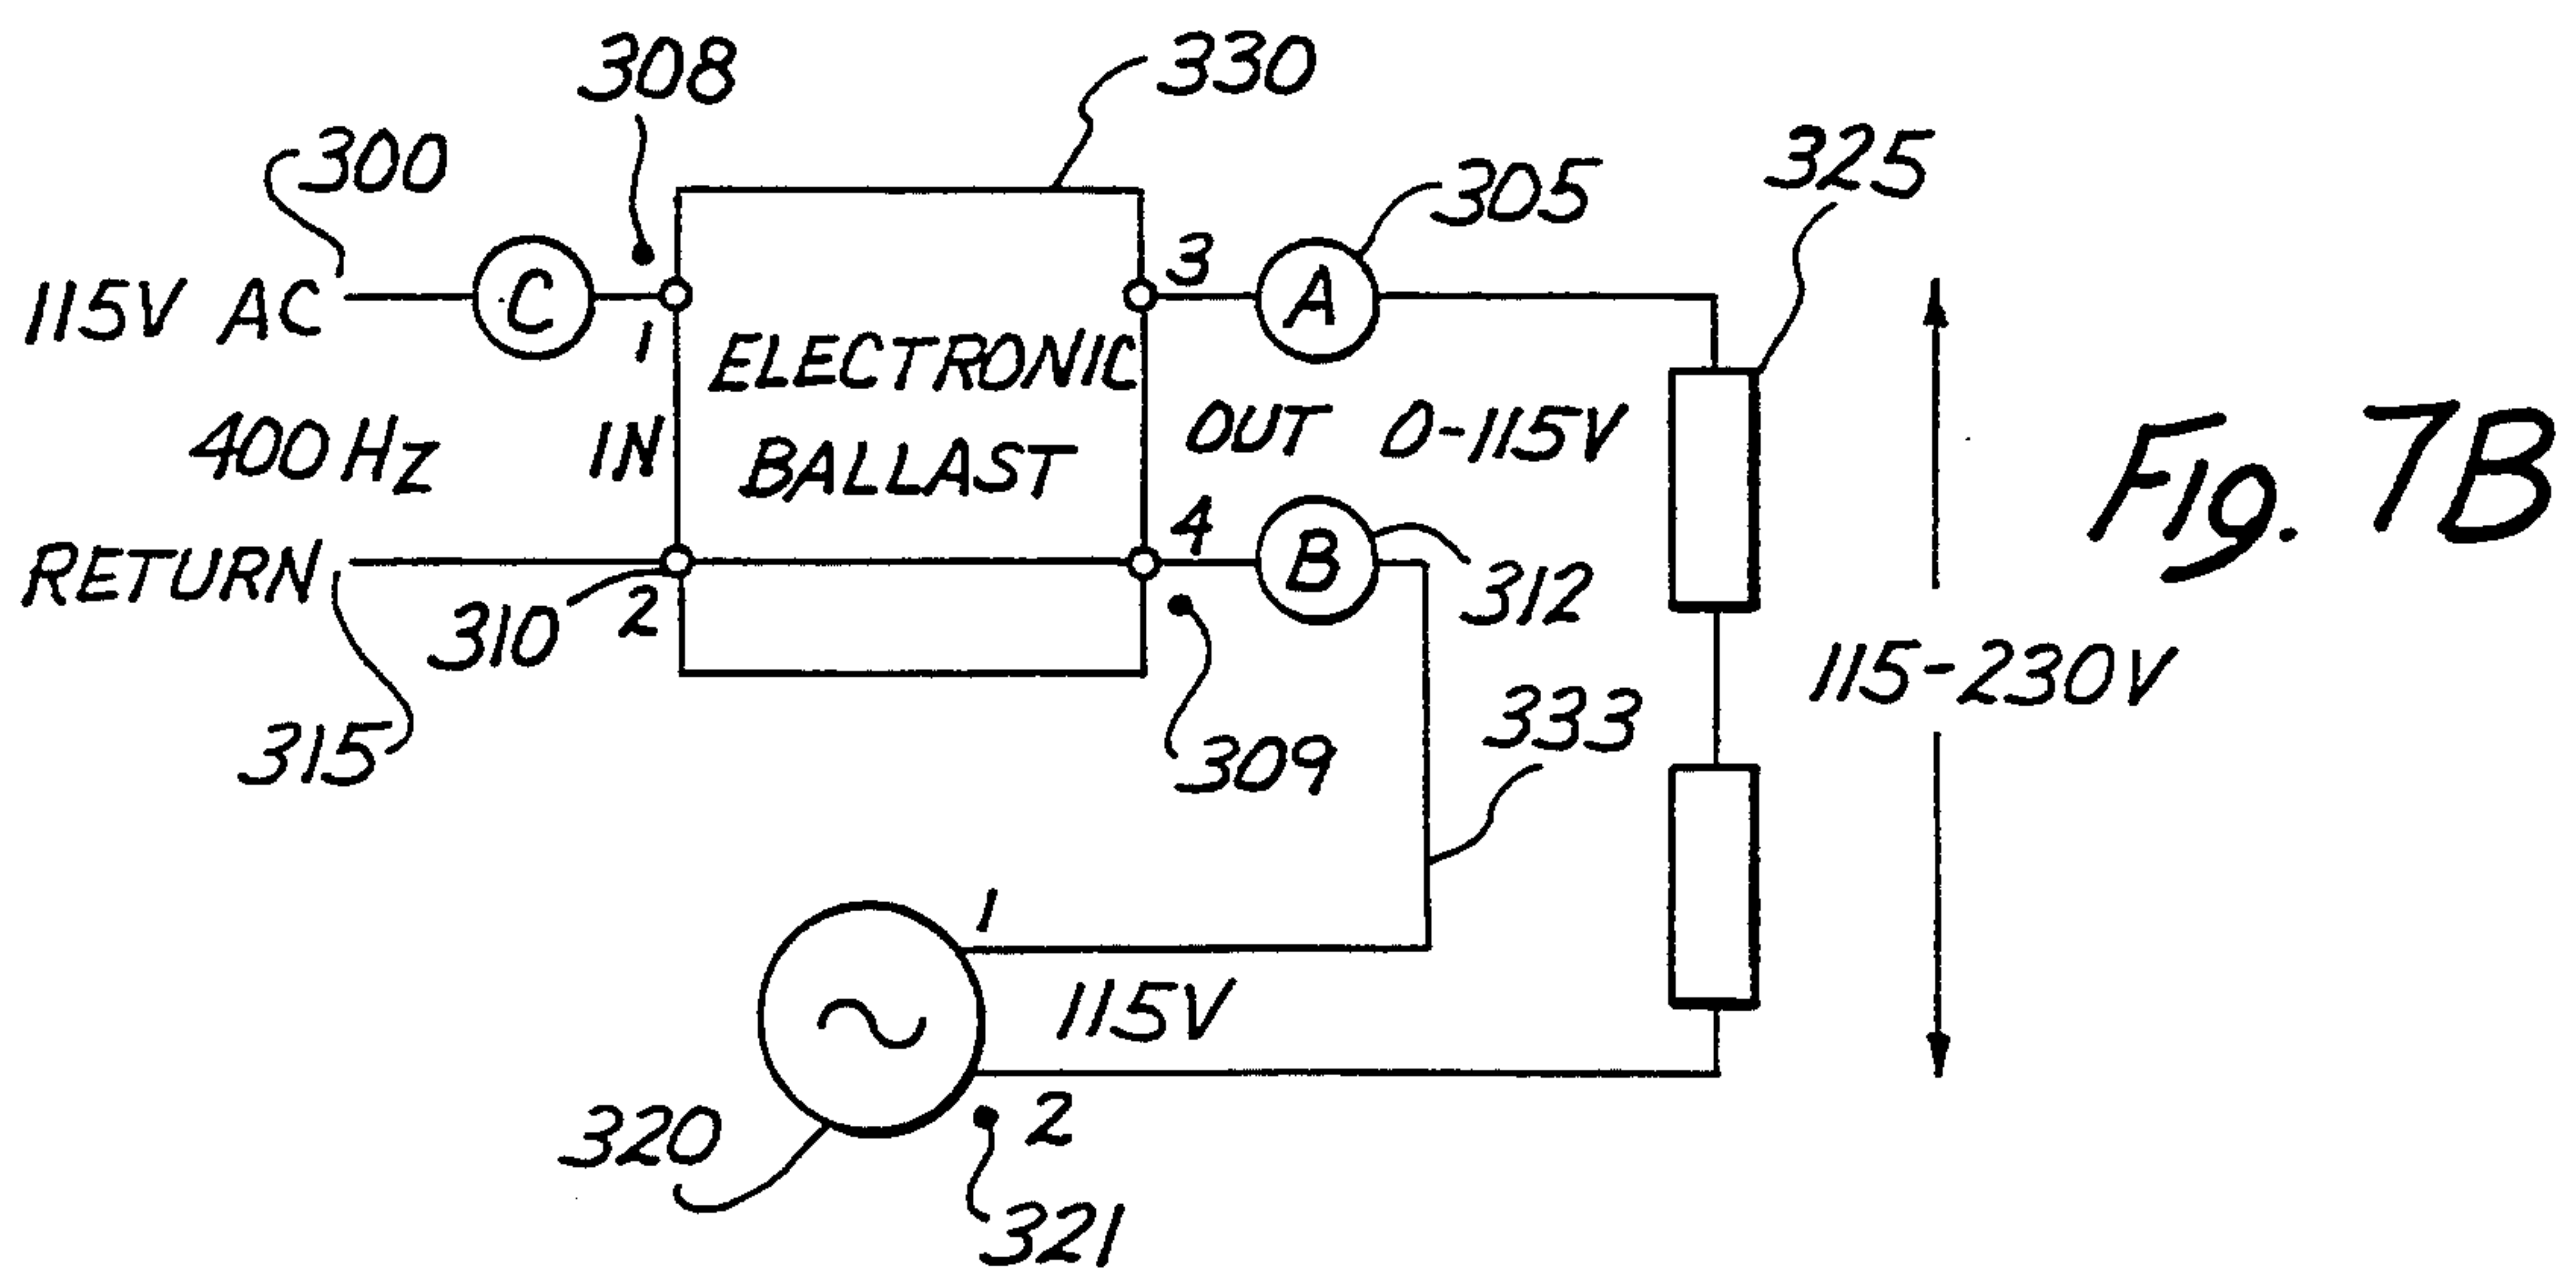 308
330
300
305
325
115V AC
C
1
3
A
ELECTRONIC
BALLAST
400 Hz
IN
OUT 0-115V
Fig. 7B
RETURN
310
2
4
B
312
115-230V
315
309
333
1
115V
2
320
321